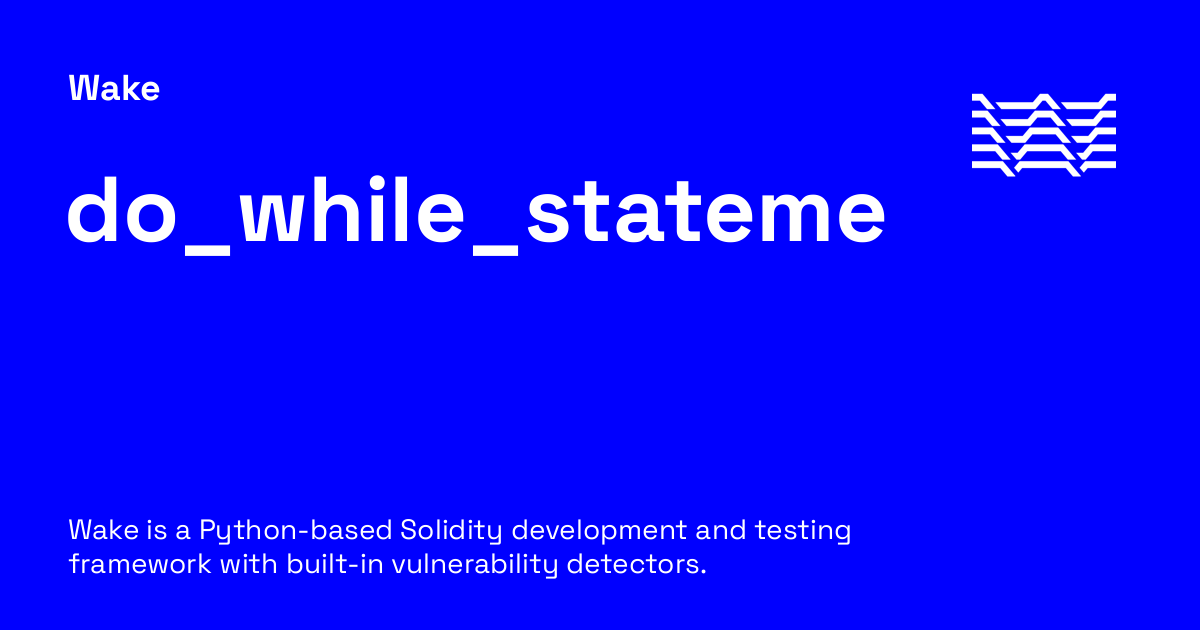 Wake
do_while_stateme
Wake is a Python-based Solidity development and testing
framework with built-in vulnerability detectors.